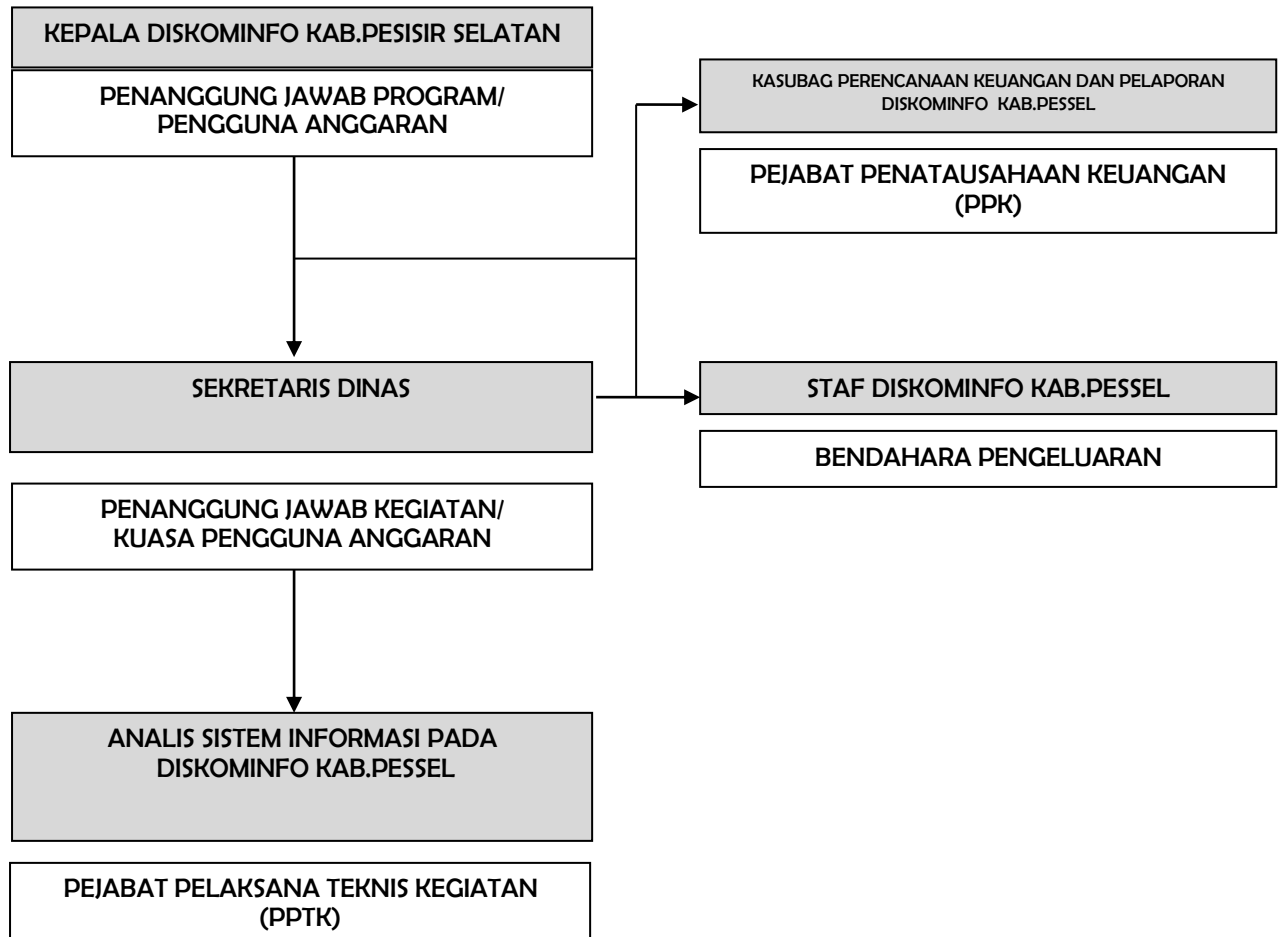 KEPALA DISKOMINFO KAB.PESISIR SELATAN
PENANGGUNG JAWAB PROGRAM/
PENGGUNA ANGGARAN
KASUBAG PERENCANAAN KEUANGAN DAN PELAPORAN
DISKOMINFO KAB.PESSEL
PEJABAT PENATAUSAHAAN KEUANGAN
(PPK)
SEKRETARIS DINAS
STAF DISKOMINFO KAB.PESSEL
BENDAHARA PENGELUARAN
PENANGGUNG JAWAB KEGIATAN/
KUASA PENGGUNA ANGGARAN
ANALIS SISTEM INFORMASI PADA
DISKOMINFO KAB.PESSEL
PEJABAT PELAKSANA TEKNIS KEGIATAN
(PPTK)